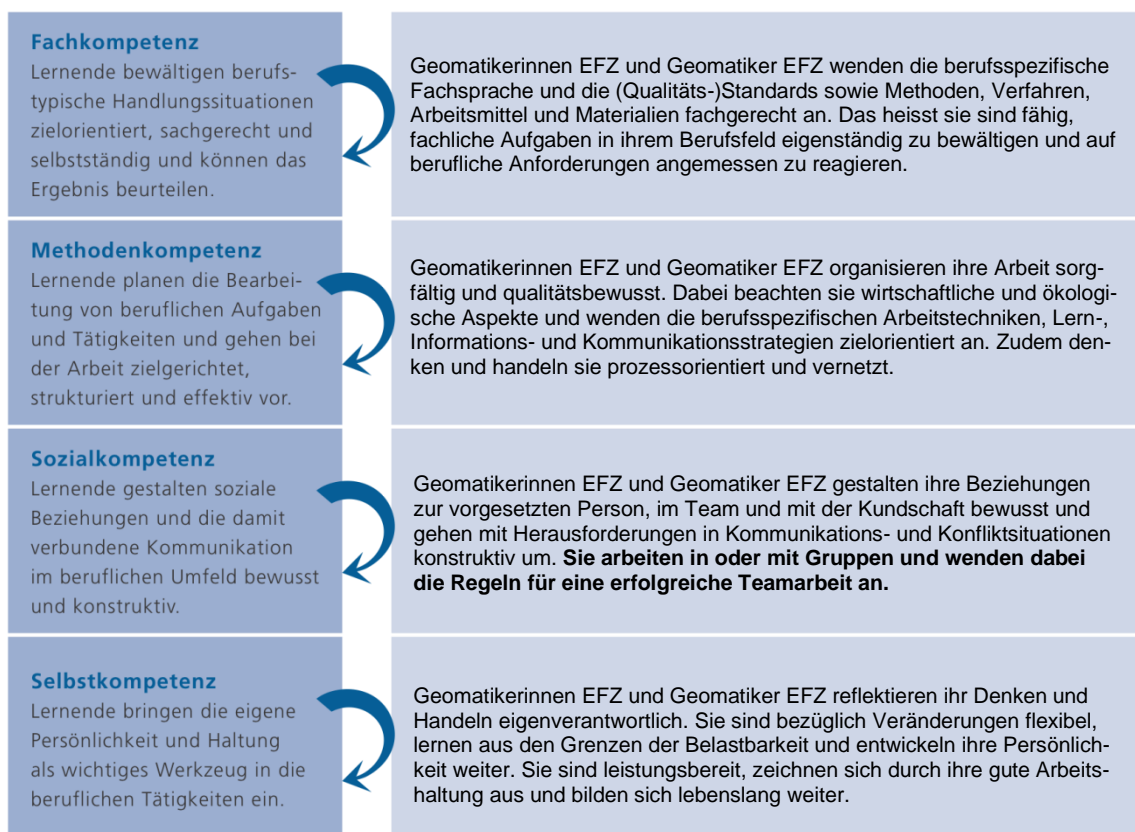 Fachkompetenz
Lernende bewältigen berufs-
typische Handlungssituationen
zielorientiert, sachgerecht und
selbstständig und können das
Ergebnis beurteilen.
Geomatikerinnen EFZ und Geomatiker EFZ wenden die berufsspezifische
Fachsprache und die (Qualitäts-)Standards sowie Methoden, Verfahren,
Arbeitsmittel und Materialien fachgerecht an. Das heisst sie sind fähig,
fachliche Aufgaben in ihrem Berufsfeld eigenständig zu bewältigen und auf
berufliche Anforderungen angemessen zu reagieren.
Methodenkompetenz
Lernende planen die Bearbei-
tung von beruflichen Aufgaben
und Tätigkeiten und gehen bei
der Arbeit zielgerichtet,
strukturiert und effektiv vor.
Geomatikerinnen EFZ und Geomatiker EFZ organisieren ihre Arbeit sorg-
fältig und qualitätsbewusst. Dabei beachten sie wirtschaftliche und ökologi-
sche Aspekte und wenden die berufsspezifischen Arbeitstechniken, Lern-,
Informations- und Kommunikationsstrategien zielorientiert an. Zudem den-
ken und handeln sie prozessorientiert und vernetzt.
Sozialkompetenz
Lernende gestalten soziale
Beziehungen und die damit
verbundene Kommunikation
im beruflichen Umfeld bewusst
und konstruktiv.
Geomatikerinnen EFZ und Geomatiker EFZ gestalten ihre Beziehungen
zur vorgesetzten Person, im Team und mit der Kundschaft bewusst und
gehen mit Herausforderungen in Kommunikations- und Konfliktsituationen
konstruktiv um. Sie arbeiten in oder mit Gruppen und wenden dabei
die Regeln für eine erfolgreiche Teamarbeit an.
Selbstkompetenz
Lernende bringen die eigene
Persönlichkeit und Haltung
als wichtiges Werkzeug in die
beruflichen Tätigkeiten ein.
Geomatikerinnen EFZ und Geomatiker EFZ reflektieren ihr Denken und
Handeln eigenverantwortlich. Sie sind bezüglich Veränderungen flexibel,
lernen aus den Grenzen der Belastbarkeit und entwickeln ihre Persönlich-
keit weiter. Sie sind leistungsbereit, zeichnen sich durch ihre gute Arbeits-
haltung aus und bilden sich lebenslang weiter.